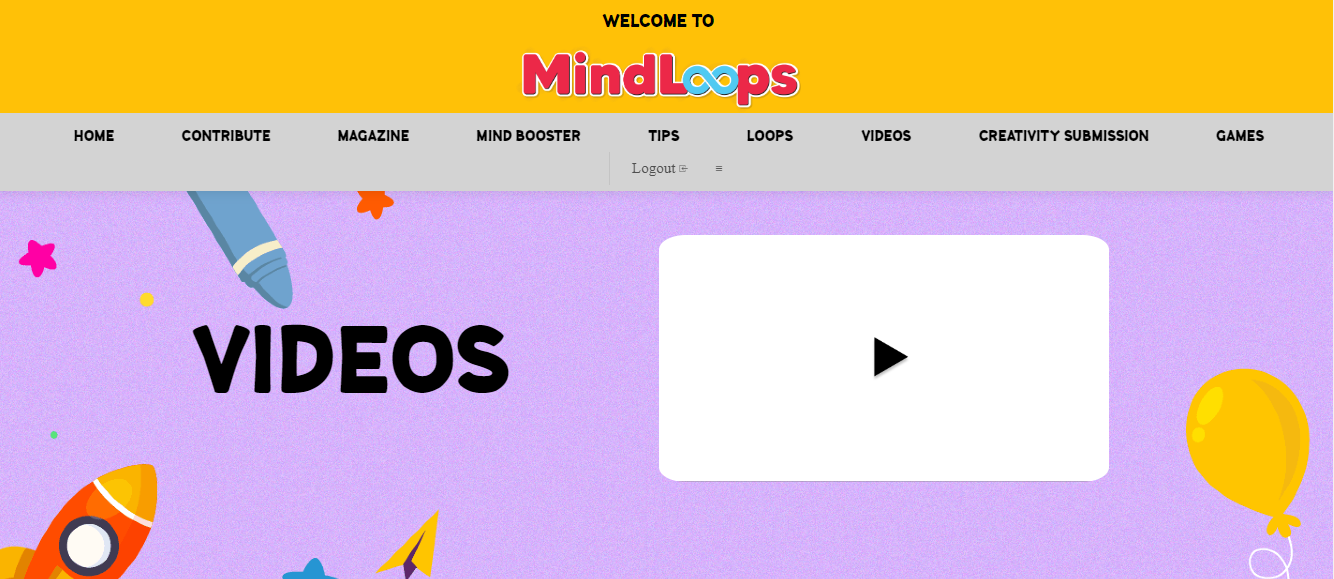 WELCOME TO
MindLoops
HOME CONTRIBUTE MAGAZINE MIND BOOSTER TIPS LOOPS VIDEOS CREATIVITY SUBMISSION GAMES
Logout
VIDEOS